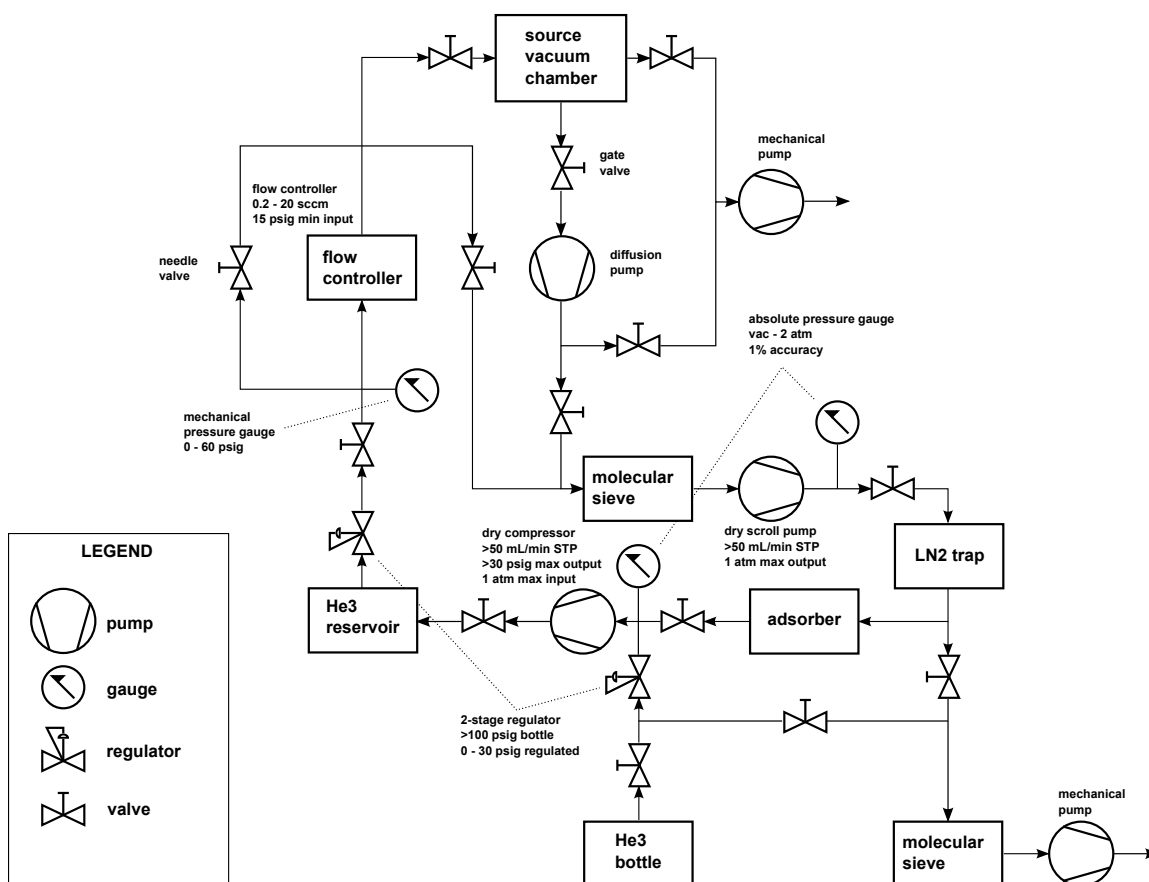 source
vacuum
chamber
mechanical
pump
gate
valve
flow controller
0.2 - 20 sccm
15 psig min input
needle
valve
flow
controller
diffusion
pump
absolute pressure gauge
vac - 2 atm
1% accuracy
mechanical
pressure gauge
0 - 60 psig
molecular
sieve
dry compressor
>50 mL/min STP
>30 psig max output
1 atm max input
dry scroll pump
>50 mL/min STP
1 atm max output
LN2 trap
LEGEND
pump
gauge
regulator
valve
He3
reservoir
adsorber
2-stage regulator
>100 psig bottle
0 - 30 psig regulated
He3
bottle
molecular
sieve
mechanical
pump